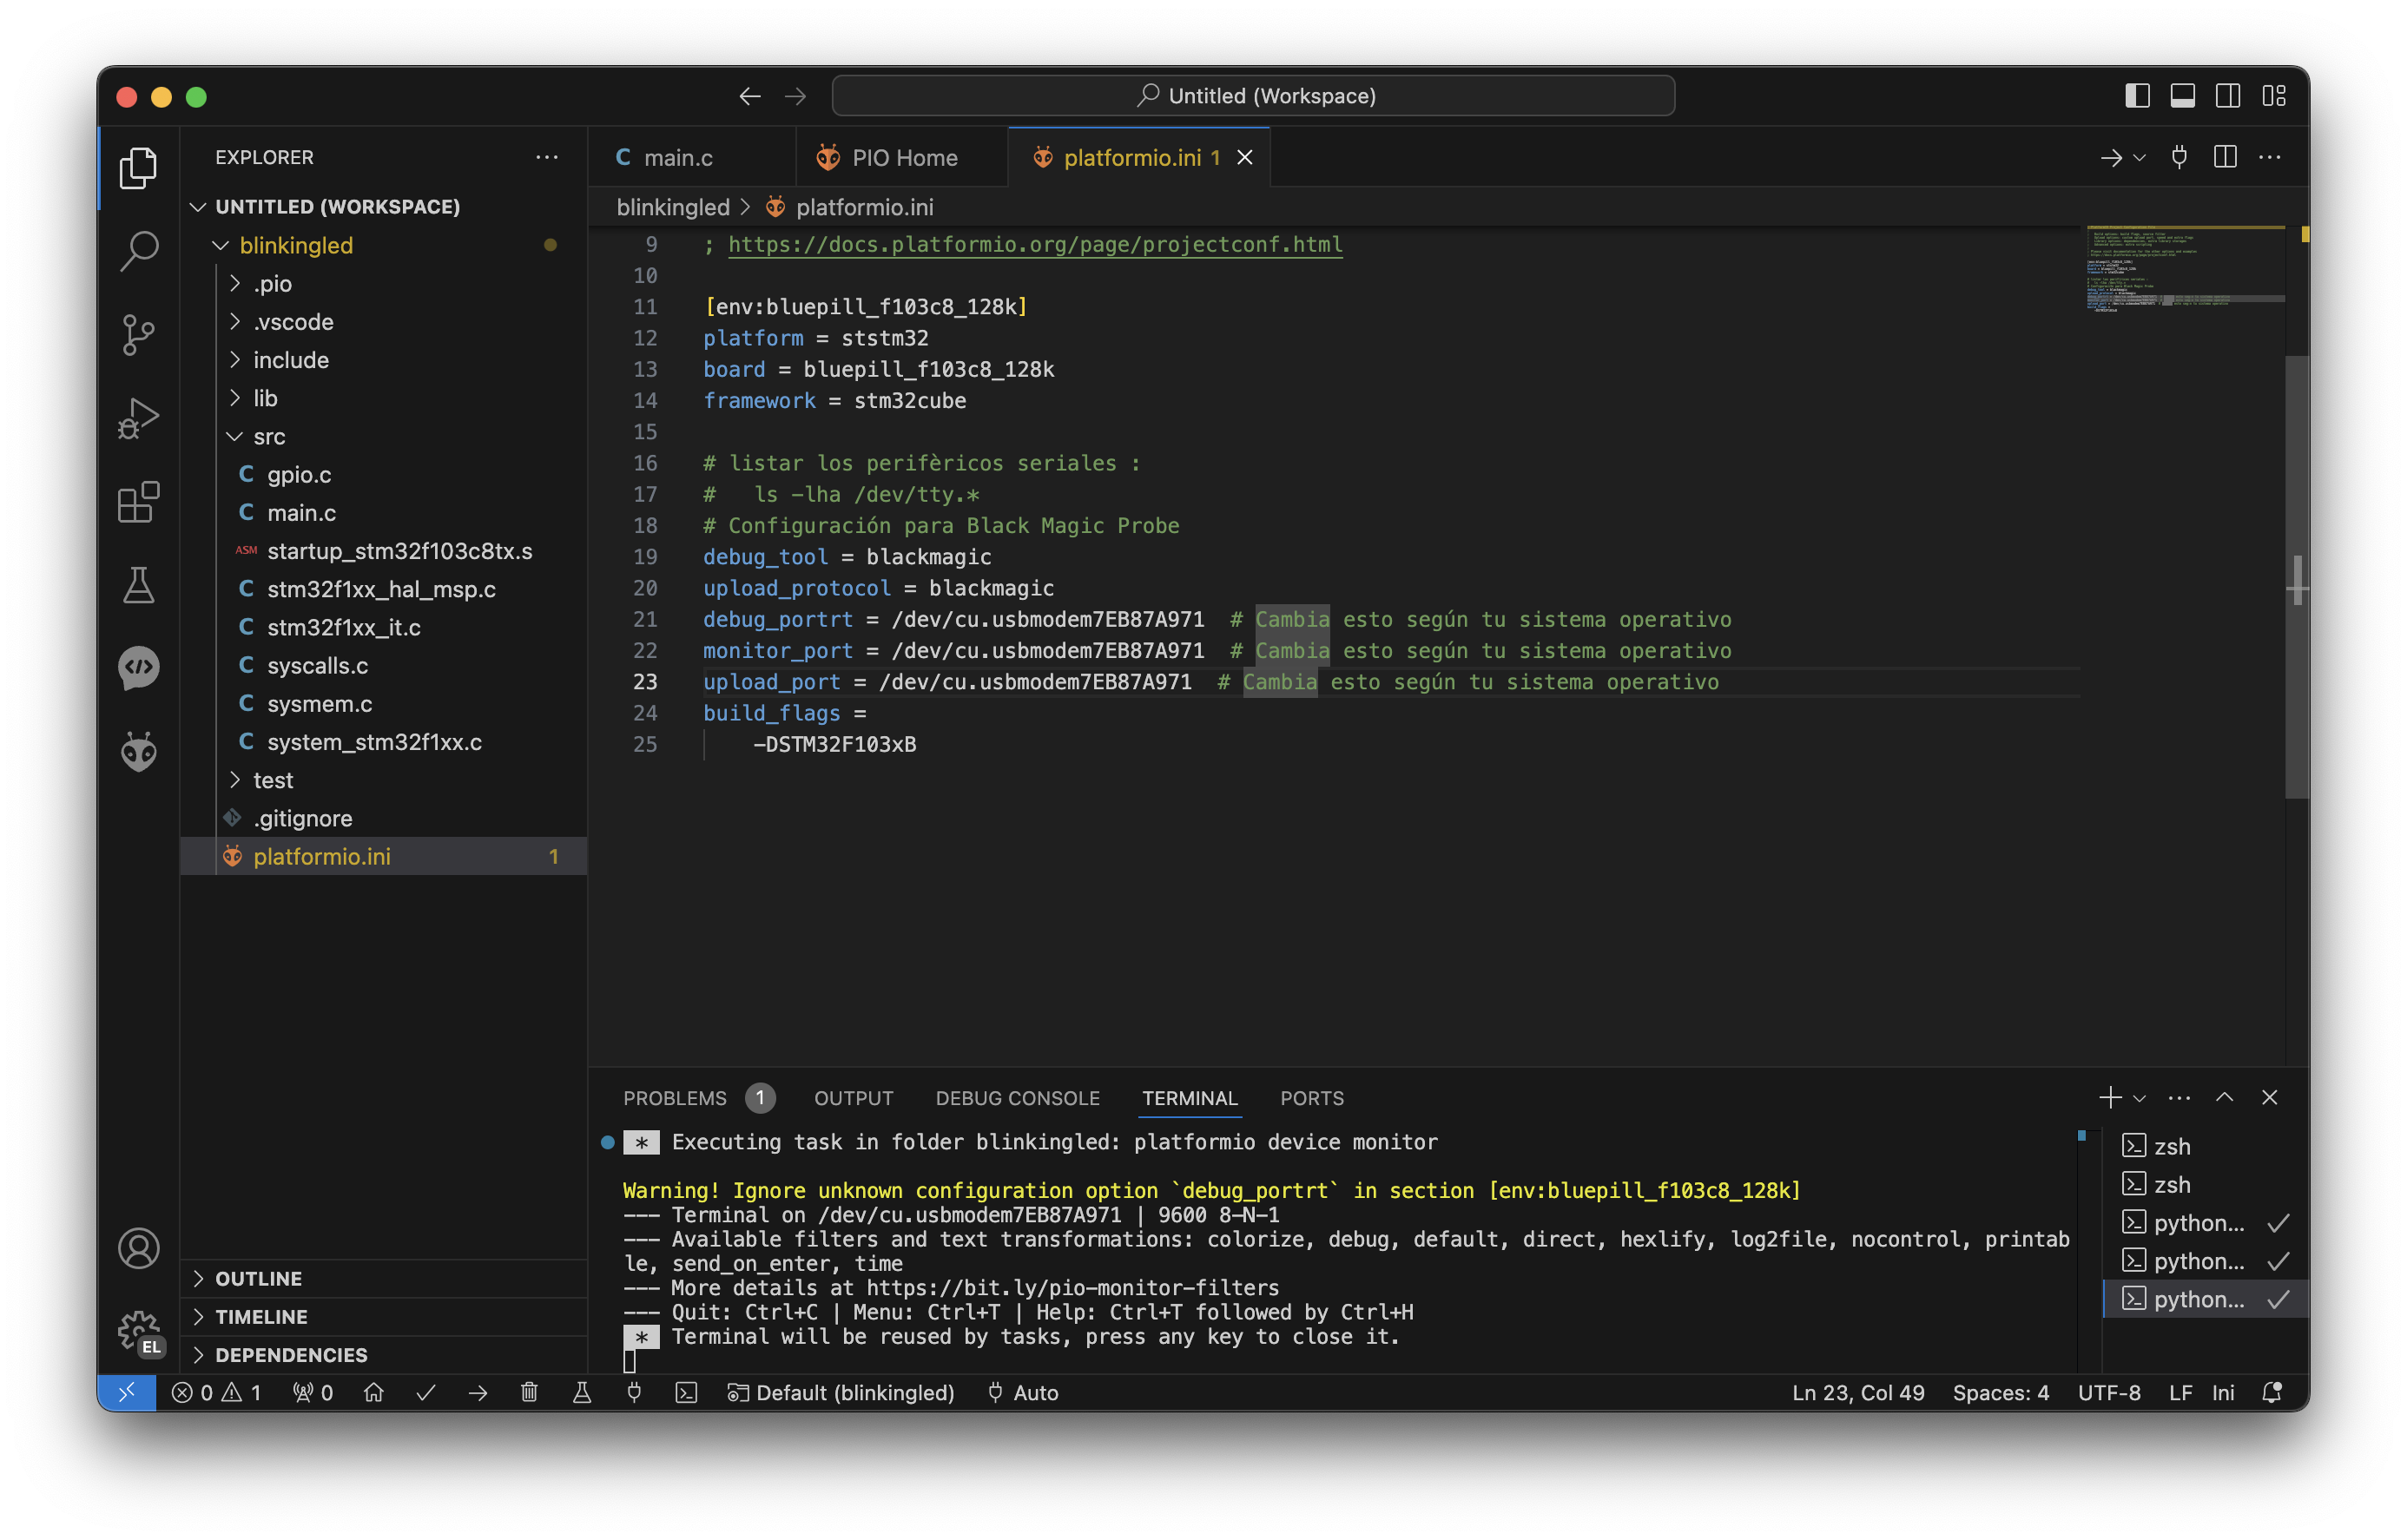 Untitled (Workspace)
EXPLORER
UNTITLED (WORKSPACE)
blinkingled
.pio
.vscode
include
lib
src
C gpio.c
C main.c
ASM startup_stm32f103c8tx.s
C stm32f1xx_hal_msp.c
C stm32f1xx_it.c
C syscalls.c
C sysmem.c
C system_stm32f1xx.c
test
.gitignore
platformio.ini 1
OUTLINE
TIMELINE
DEPENDENCIES
EL
C main.c
PIO Home
platformio.ini 1
blinkingled > platformio.ini
9 ; https://docs.platformio.org/page/projectconf.html
10
11 [env:bluepill_f103c8_128k]
12 platform = ststm32
13 board = bluepill_f103c8_128k
14 framework = stm32cube
15
16 # listar los perifèricos seriales :
17 #   ls -lha /dev/tty.*
18 # Configuración para Black Magic Probe
19 debug_tool = blackmagic
20 upload_protocol = blackmagic
21 debug_portrt = /dev/cu.usbmodem7EB87A971  # Cambia esto según tu sistema operativo
22 monitor_port = /dev/cu.usbmodem7EB87A971  # Cambia esto según tu sistema operativo
23 upload_port = /dev/cu.usbmodem7EB87A971  # Cambia esto según tu sistema operativo
24 build_flags =
25     -DSTM32F103xB
PROBLEMS 1 OUTPUT DEBUG CONSOLE TERMINAL PORTS
* Executing task in folder blinkingled: platformio device monitor
Warning! Ignore unknown configuration option `debug_portrt` in section [env:bluepill_f103c8_128k]
--- Terminal on /dev/cu.usbmodem7EB87A971 | 9600 8-N-1
--- Available filters and text transformations: colorize, debug, default, direct, hexlify, log2file, nocontrol, printab
le, send_on_enter, time
--- More details at https://bit.ly/pio-monitor-filters
--- Quit: Ctrl+C | Menu: Ctrl+T | Help: Ctrl+T followed by Ctrl+H
* Terminal will be reused by tasks, press any key to close it.
zsh
zsh
python...
python...
python...
0 1 0 Default (blinkingled) Auto Ln 23, Col 49 Spaces: 4 UTF-8 LF Ini